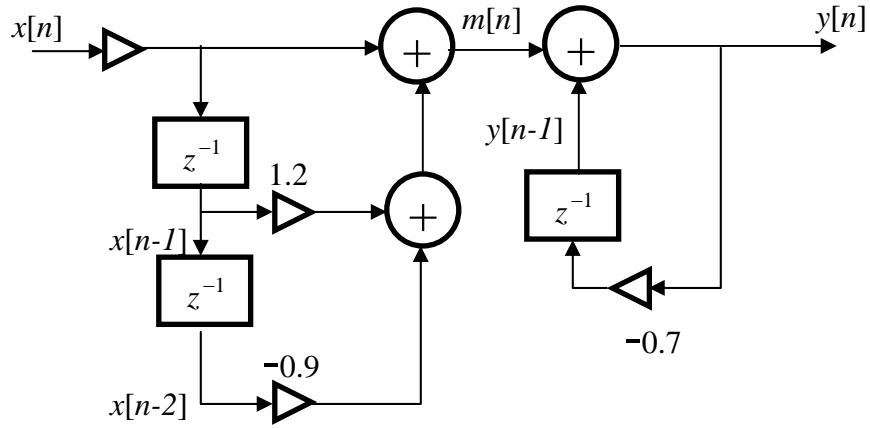 x[n]
m[n]
y[n]
+
+
z⁻¹
y[n-1]
1.2
z⁻¹
+
x[n-1]
z⁻¹
−0.7
−0.9
x[n-2]